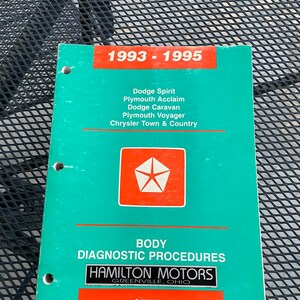 1993 - 1995
Dodge Spirit
Plymouth Acclaim
Dodge Caravan
Plymouth Voyager
Chrysler Town & Country
BODY
DIAGNOSTIC PROCEDURES
HAMILTON MOTORS
GREENVILLE, OHIO